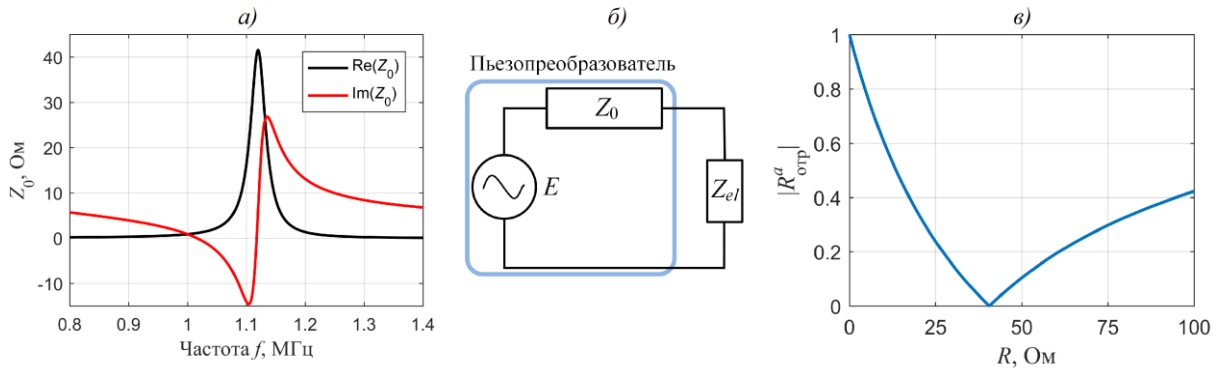 а)
40
30
20
10
0
-10
Z₀, Ом
0.8 0.9 1 1.1 1.2 1.3 1.4
Частота f, МГц
Re(Z₀)
Im(Z₀)
б)
Пьезопреобразователь
Z₀
E
Zₑₗ
в)
1
0.8
0.6
0.4
0.2
0
|Rᵃотр|
0 25 50 75 100
R, Ом